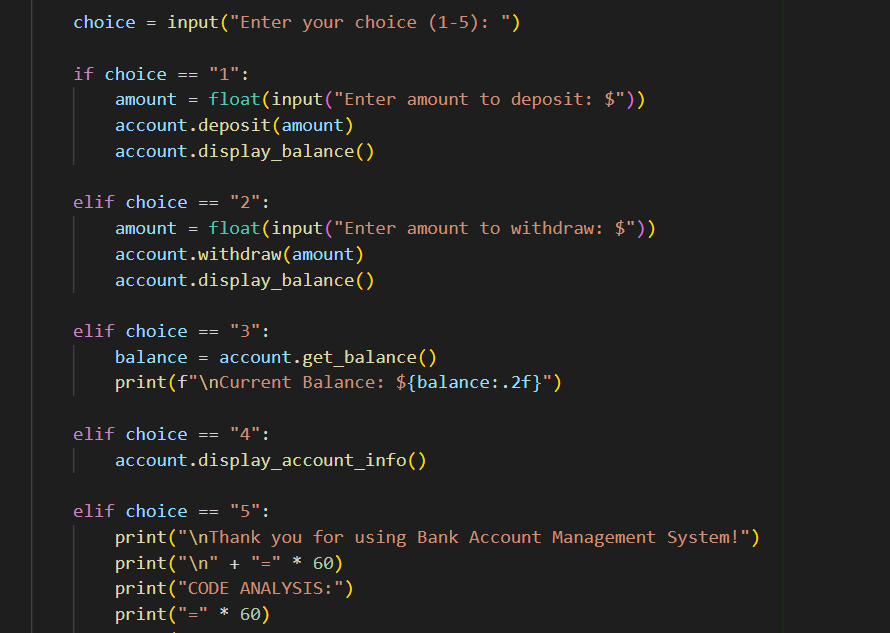 choice = input("Enter your choice (1-5): ")
if choice == "1":
amount = float(input("Enter amount to deposit: $"))
account.deposit(amount)
account.display_balance()
elif choice == "2":
amount = float(input("Enter amount to withdraw: $"))
account.withdraw(amount)
account.display_balance()
elif choice == "3":
balance = account.get_balance()
print(f"\nCurrent Balance: ${balance:.2f}")
elif choice == "4":
account.display_account_info()
elif choice == "5":
print("\nThank you for using Bank Account Management System!")
print("\n" + "=" * 60)
print("CODE ANALYSIS:")
print("=" * 60)